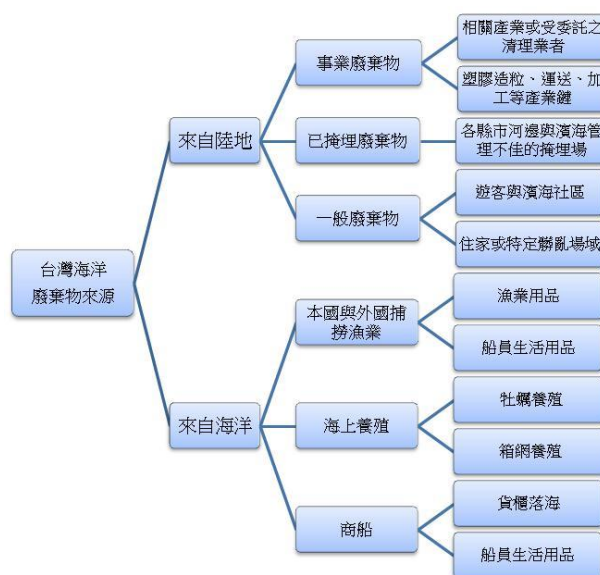 台灣海洋
廢棄物來源
來自陸地
事業廢棄物
相關產業或受委託之
清理業者
塑膠造粒、運送、加
工等產業鏈
已掩埋廢棄物
各縣市河邊與濱海管
理不佳的掩埋場
一般廢棄物
遊客與濱海社區
住家或特定髒亂場域
來自海洋
本國與外國捕
撈漁業
漁業用品
船員生活用品
海上養殖
牡蠣養殖
箱網養殖
商船
貨櫃落海
船員生活用品